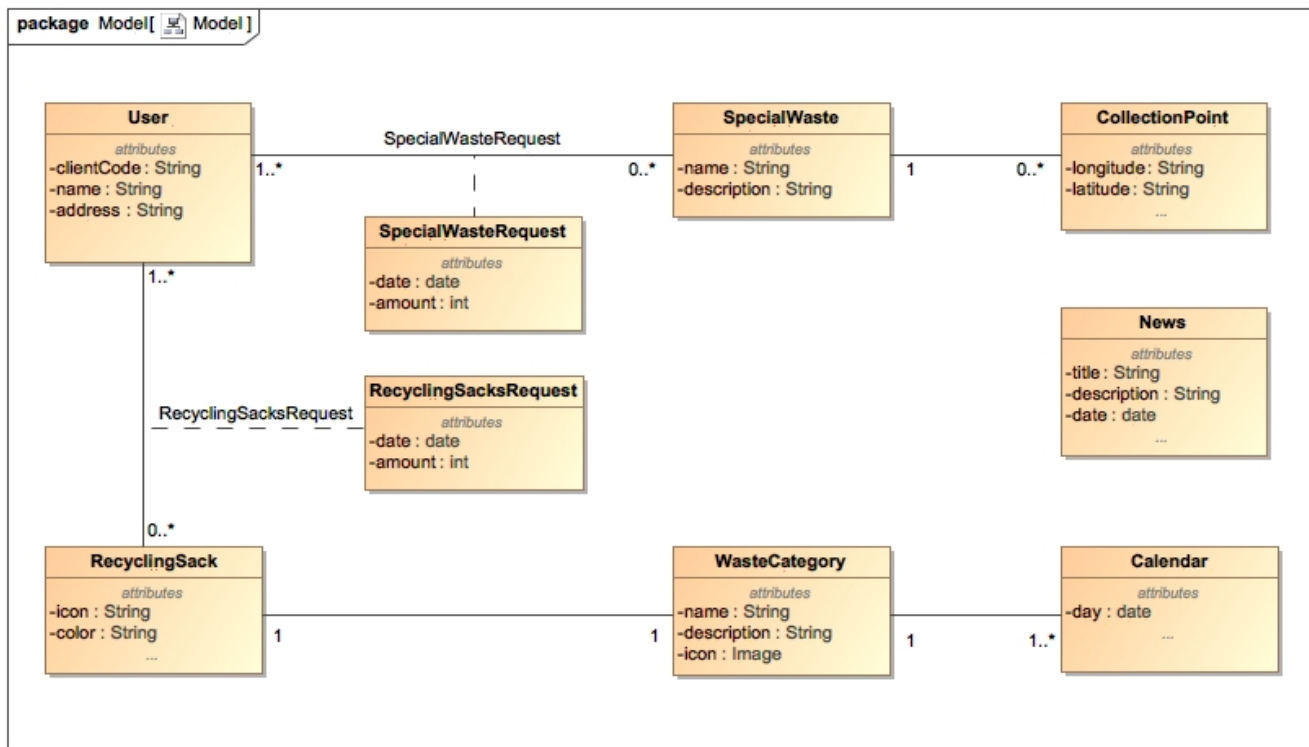 package Model[ Model ]
User
attributes
-clientCode : String
-name : String
-address : String
1..*
SpecialWasteRequest
0..*
SpecialWaste
attributes
-name : String
-description : String
1
0..*
CollectionPoint
attributes
-longitude : String
-latitude : String
...
SpecialWasteRequest
attributes
-date : date
-amount : int
1..*
News
attributes
-title : String
-description : String
-date : date
...
RecyclingSacksRequest
RecyclingSacksRequest
attributes
-date : date
-amount : int
0..*
RecyclingSack
attributes
-icon : String
-color : String
...
1
1
WasteCategory
attributes
-name : String
-description : String
-icon : Image
1
1..*
Calendar
attributes
-day : date
...